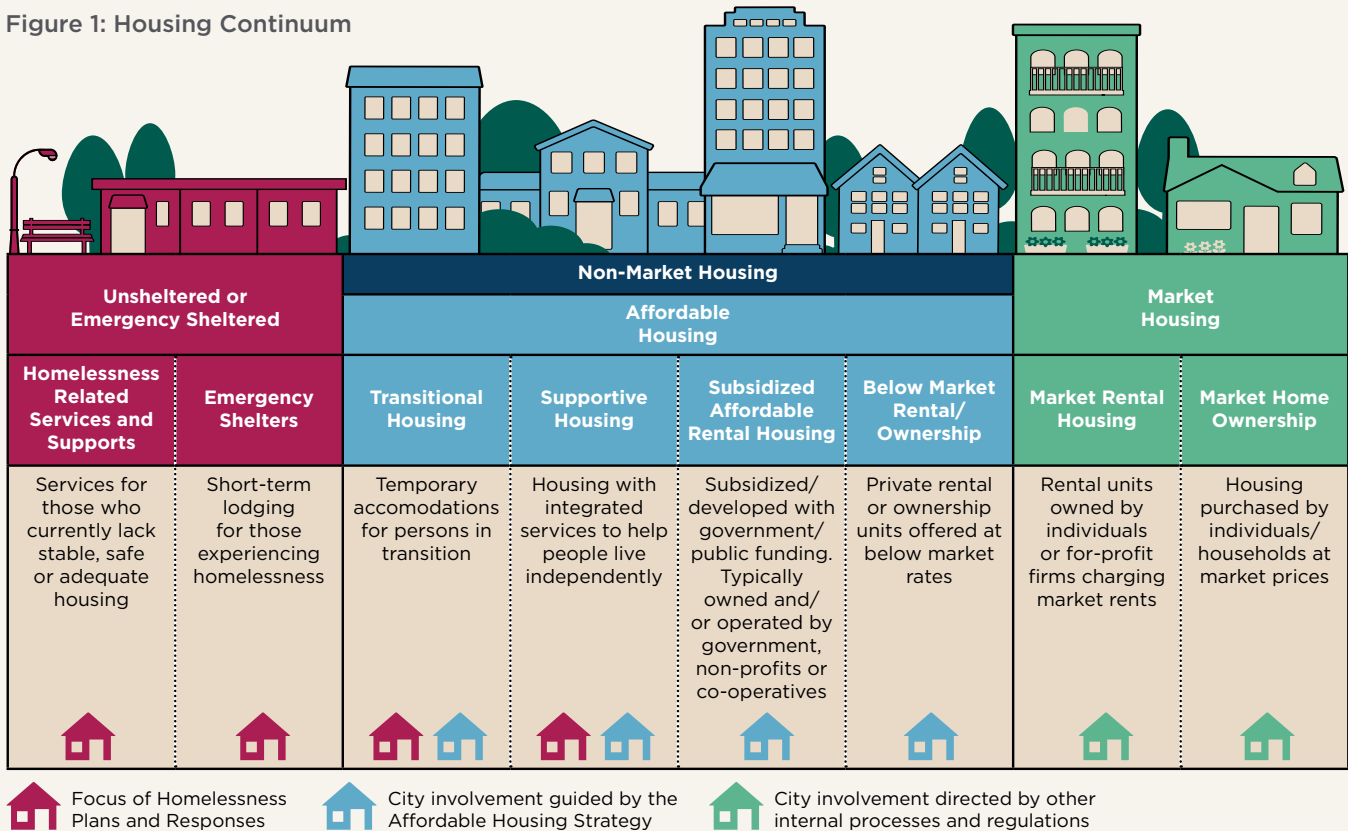 Figure 1: Housing Continuum
Unsheltered or
Emergency Sheltered
Non-Market Housing
Affordable
Housing
Market
Housing
Homelessness
Related
Services and
Supports
Emergency
Shelters
Transitional
Housing
Supportive
Housing
Subsidized
Affordable
Rental Housing
Below Market
Rental/
Ownership
Market Rental
Housing
Market Home
Ownership
Services for
those who
currently lack
stable, safe
or adequate
housing
Short-term
lodging
for those
experiencing
homelessness
Temporary
accomodations
for persons in
transition
Housing with
integrated
services to help
people live
independently
Subsidized/
developed with
government/
public funding.
Typically
owned and/
or operated by
government,
non-profits or
co-operatives
Private rental
or ownership
units offered at
below market
rates
Rental units
owned by
individuals
or for-profit
firms charging
market rents
Housing
purchased by
individuals/
households at
market prices
Focus of Homelessness
Plans and Responses
City involvement guided by the
Affordable Housing Strategy
City involvement directed by other
internal processes and regulations